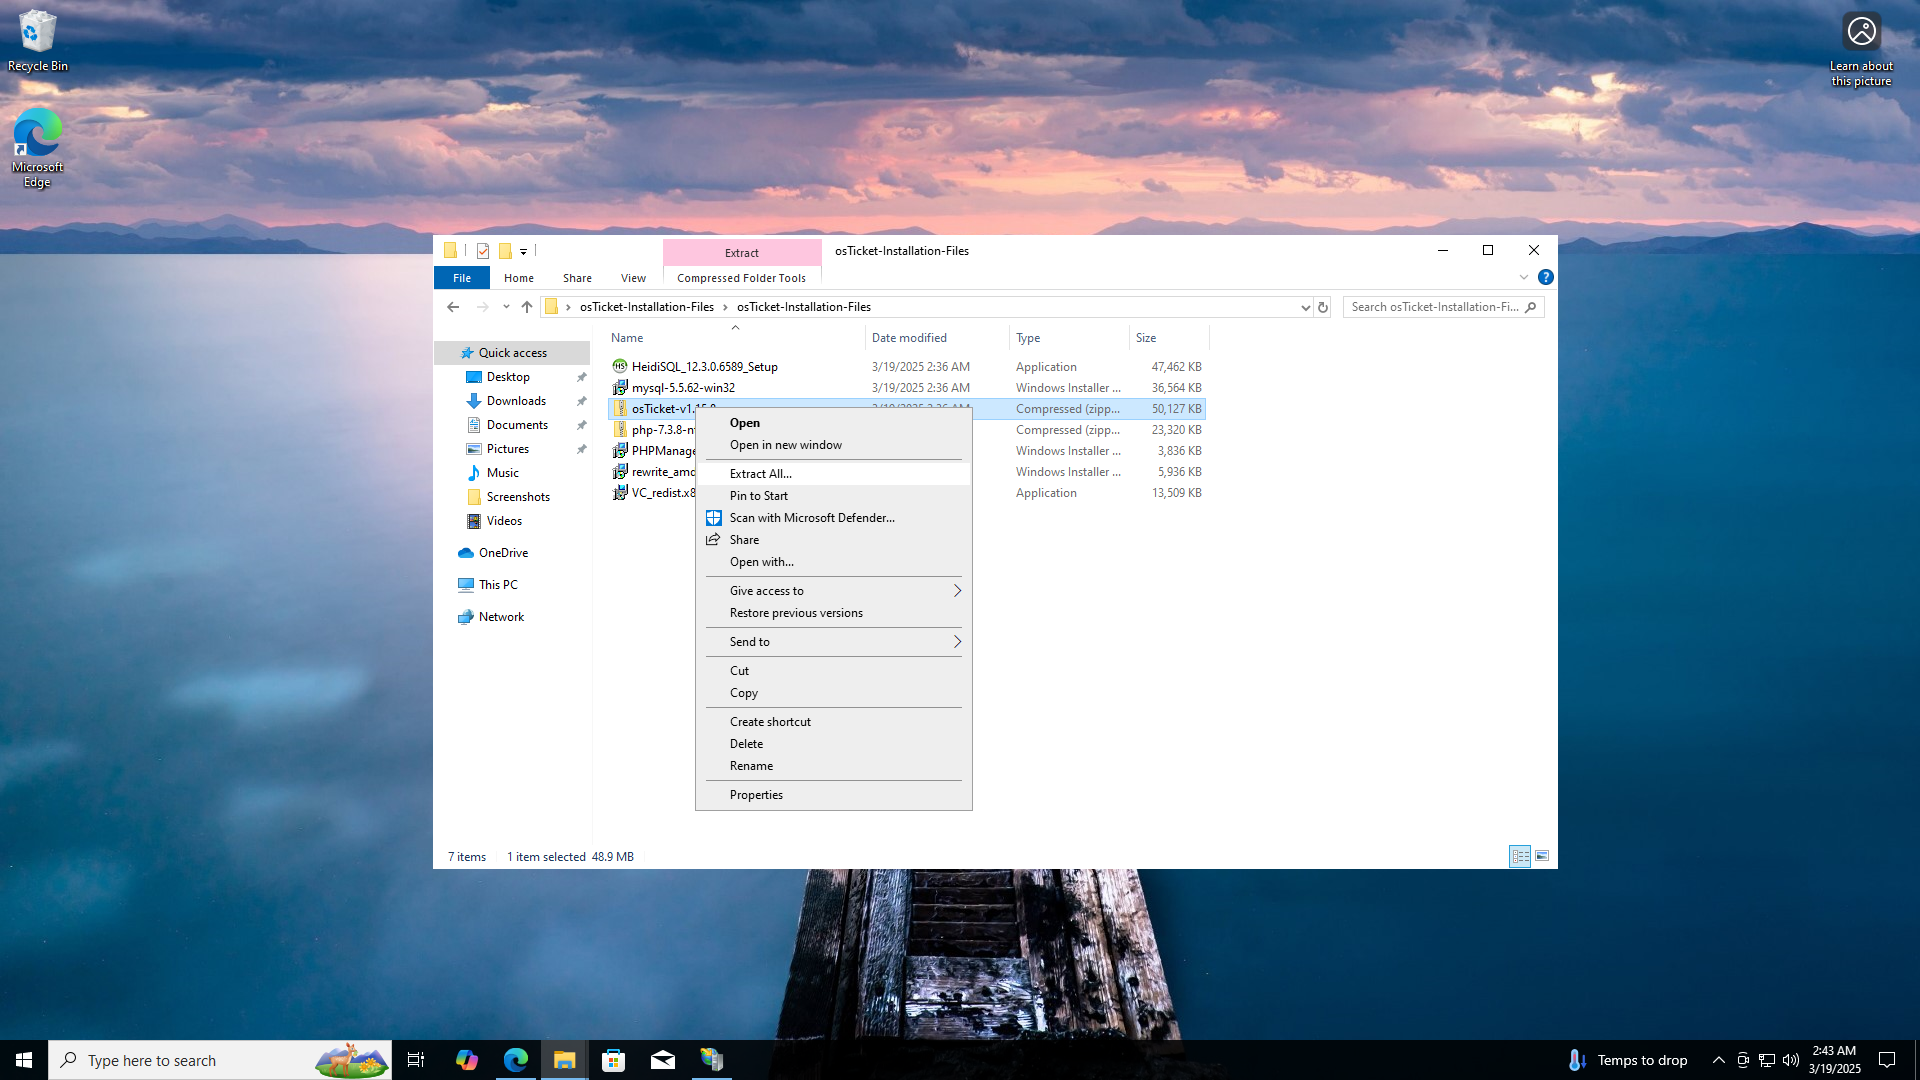 Recycle Bin
Microsoft
Edge
Learn about
this picture
Extract
osTicket-Installation-Files
File
Home
Share
View
Compressed Folder Tools
osTicket-Installation-Files
osTicket-Installation-Files
Search osTicket-Installation-Fi...
Name
Date modified
Type
Size
Quick access
Desktop
Downloads
Documents
Pictures
Music
Screenshots
Videos
OneDrive
This PC
Network
HeidiSQL_12.3.0.6589_Setup 3/19/2025 2:36 AM Application 47,462 KB
mysql-5.5.62-win32 3/19/2025 2:36 AM Windows Installer ... 36,564 KB
osTicket-v1.15.8 3/19/2025 2:36 AM Compressed (zipp... 50,127 KB
php-7.3.8-n Compressed (zipp... 23,320 KB
PHPManage Windows Installer ... 3,836 KB
rewrite_amd Windows Installer ... 5,936 KB
VC_redist.x8 Application 13,509 KB
Open
Open in new window
Extract All...
Pin to Start
Scan with Microsoft Defender...
Share
Open with...
Give access to
Restore previous versions
Send to
Cut
Copy
Create shortcut
Delete
Rename
Properties
7 items
1 item selected 48.9 MB
Type here to search
Temps to drop
2:43 AM
3/19/2025